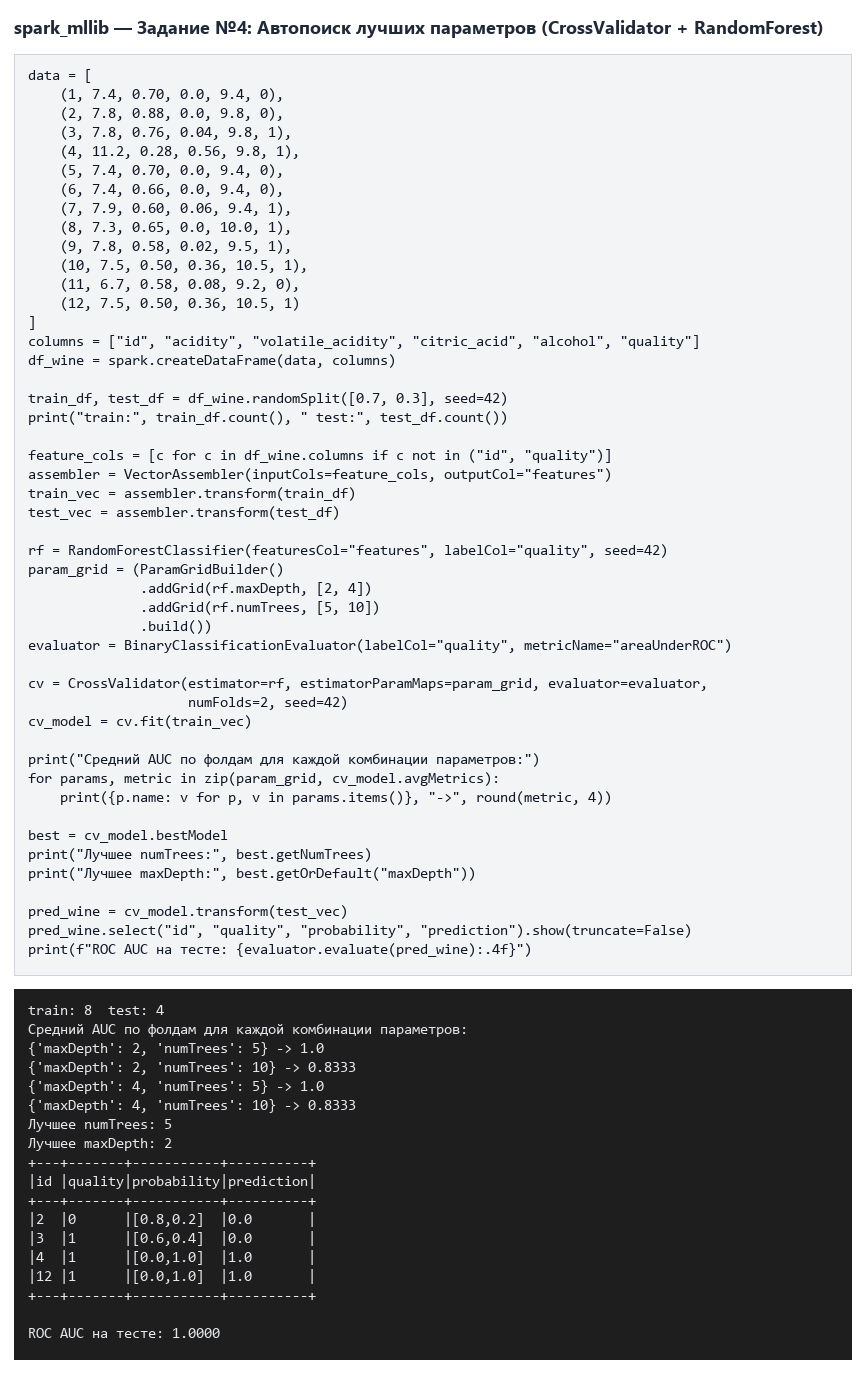 spark_mllib — Задание №4: Автопоиск лучших параметров (CrossValidator + RandomForest)
data = [
    (1, 7.4, 0.70, 0.0, 9.4, 0),
    (2, 7.8, 0.88, 0.0, 9.8, 0),
    (3, 7.8, 0.76, 0.04, 9.8, 1),
    (4, 11.2, 0.28, 0.56, 9.8, 1),
    (5, 7.4, 0.70, 0.0, 9.4, 0),
    (6, 7.4, 0.66, 0.0, 9.4, 0),
    (7, 7.9, 0.60, 0.06, 9.4, 1),
    (8, 7.3, 0.65, 0.0, 10.0, 1),
    (9, 7.8, 0.58, 0.02, 9.5, 1),
    (10, 7.5, 0.50, 0.36, 10.5, 1),
    (11, 6.7, 0.58, 0.08, 9.2, 0),
    (12, 7.5, 0.50, 0.36, 10.5, 1)
]
columns = ["id", "acidity", "volatile_acidity", "citric_acid", "alcohol", "quality"]
df_wine = spark.createDataFrame(data, columns)
train_df, test_df = df_wine.randomSplit([0.7, 0.3], seed=42)
print("train:", train_df.count(), " test:", test_df.count())
feature_cols = [c for c in df_wine.columns if c not in ("id", "quality")]
assembler = VectorAssembler(inputCols=feature_cols, outputCol="features")
train_vec = assembler.transform(train_df)
test_vec = assembler.transform(test_df)
rf = RandomForestClassifier(featuresCol="features", labelCol="quality", seed=42)
param_grid = (ParamGridBuilder()
              .addGrid(rf.maxDepth, [2, 4])
              .addGrid(rf.numTrees, [5, 10])
              .build())
evaluator = BinaryClassificationEvaluator(labelCol="quality", metricName="areaUnderROC")
cv = CrossValidator(estimator=rf, estimatorParamMaps=param_grid, evaluator=evaluator,
                    numFolds=2, seed=42)
cv_model = cv.fit(train_vec)
print("Средний AUC по фолдам для каждой комбинации параметров:")
for params, metric in zip(param_grid, cv_model.avgMetrics):
    print({p.name: v for p, v in params.items()}, "->", round(metric, 4))
best = cv_model.bestModel
print("Лучшее numTrees:", best.getNumTrees)
print("Лучшее maxDepth:", best.getOrDefault("maxDepth"))
pred_wine = cv_model.transform(test_vec)
pred_wine.select("id", "quality", "probability", "prediction").show(truncate=False)
print(f"ROC AUC на тесте: {evaluator.evaluate(pred_wine):.4f}")
train: 8  test: 4
Средний AUC по фолдам для каждой комбинации параметров:
{'maxDepth': 2, 'numTrees': 5} -> 1.0
{'maxDepth': 2, 'numTrees': 10} -> 0.8333
{'maxDepth': 4, 'numTrees': 5} -> 1.0
{'maxDepth': 4, 'numTrees': 10} -> 0.8333
Лучшее numTrees: 5
Лучшее maxDepth: 2
+---+-------+-----------+----------+
|id |quality|probability|prediction|
+---+-------+-----------+----------+
|2  |0      |[0.8,0.2]  |0.0       |
|3  |1      |[0.6,0.4]  |0.0       |
|4  |1      |[0.0,1.0]  |1.0       |
|12 |1      |[0.0,1.0]  |1.0       |
+---+-------+-----------+----------+
ROC AUC на тесте: 1.0000